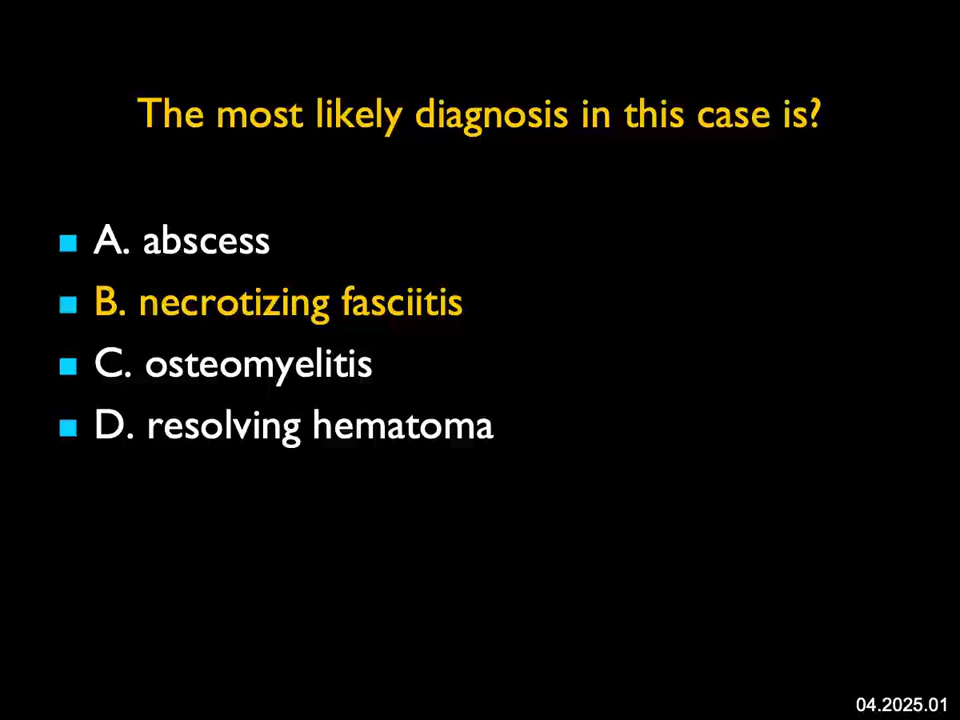 The most likely diagnosis in this case is?
A. abscess
B. necrotizing fasciitis
C. osteomyelitis
D. resolving hematoma
04.2025.01